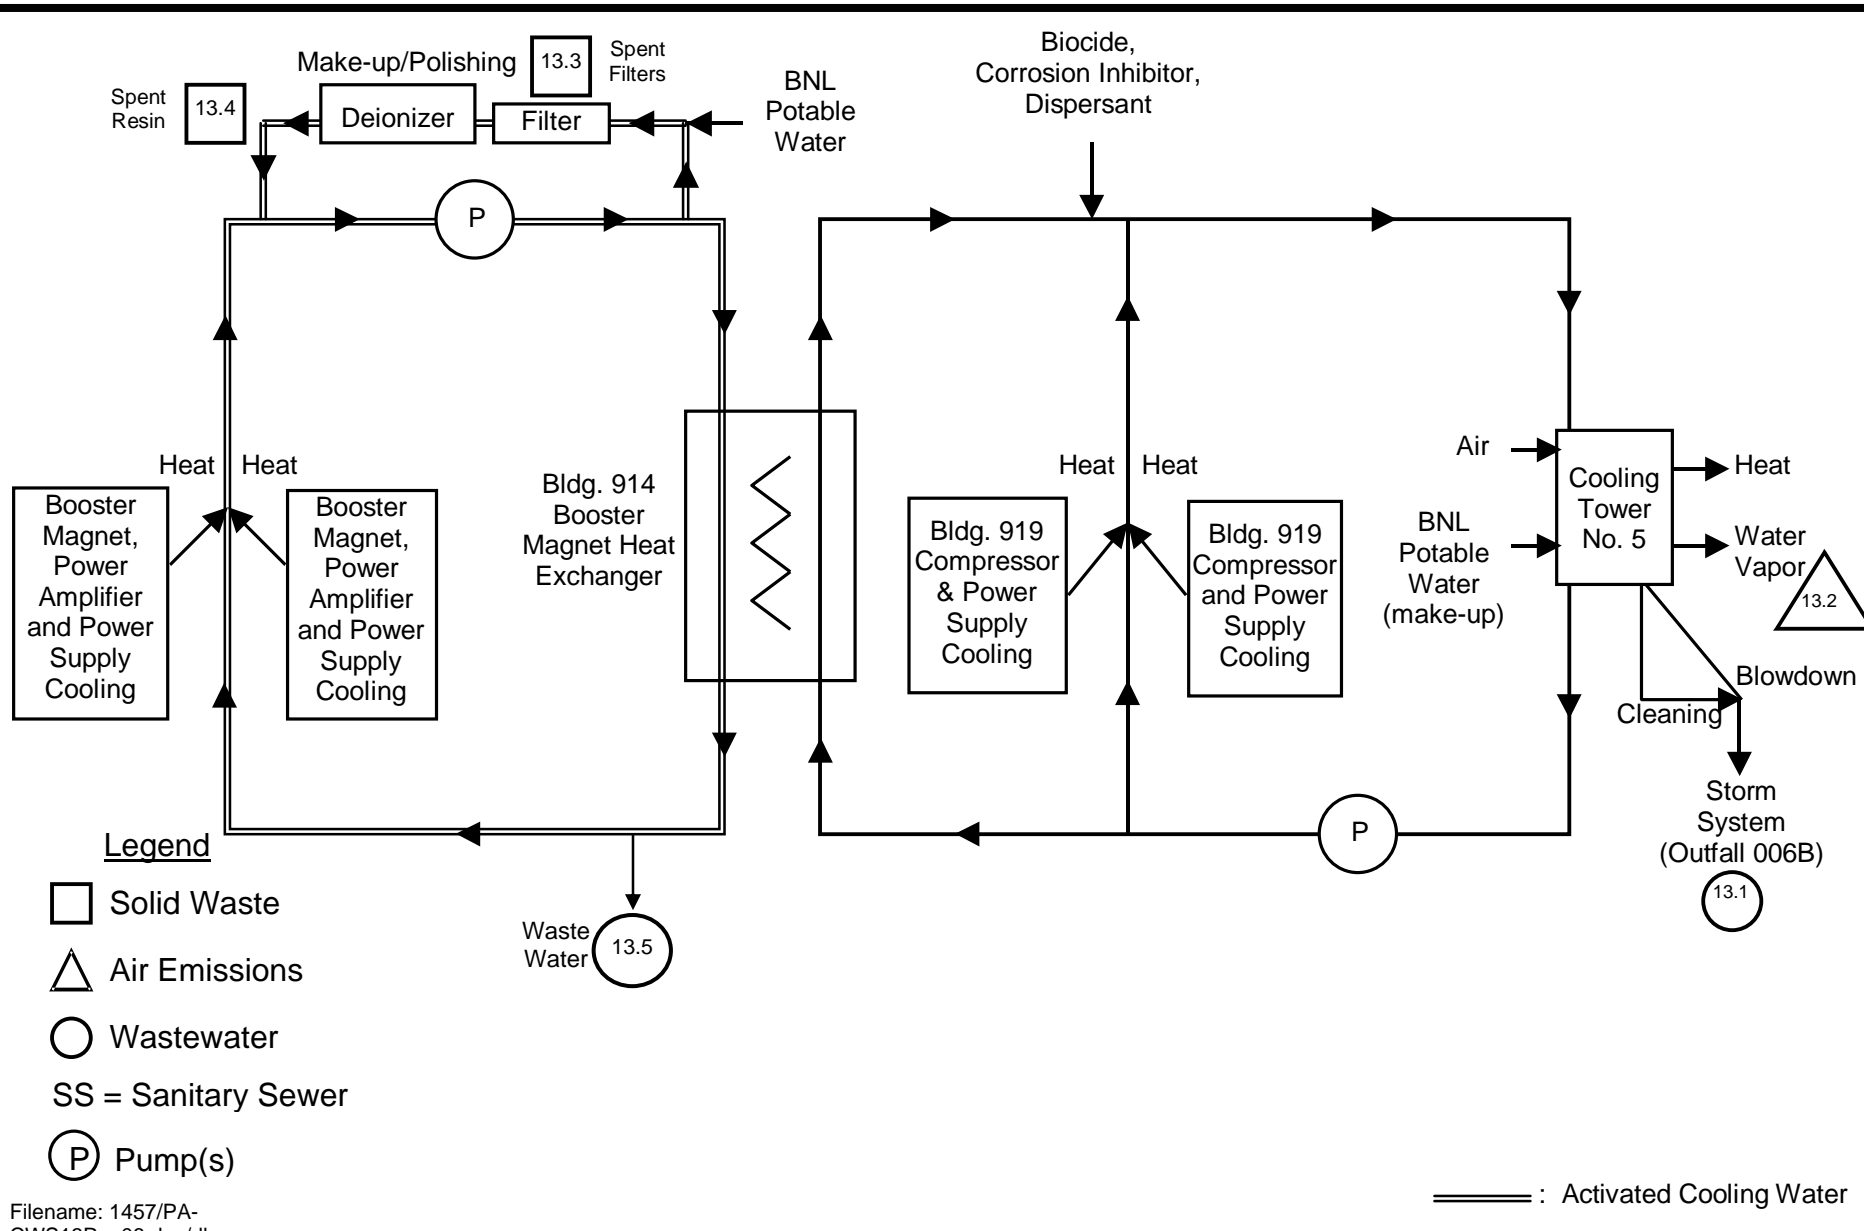 Make-up/Polishing
13.3
Spent
Filters
Spent
Resin
13.4
Deionizer
Filter
BNL
Potable
Water
Biocide,
Corrosion Inhibitor,
Dispersant
P
Heat
Heat
Booster
Magnet,
Power
Amplifier
and Power
Supply
Cooling
Booster
Magnet,
Power
Amplifier
and Power
Supply
Cooling
Bldg. 914
Booster
Magnet Heat
Exchanger
Heat
Heat
Bldg. 919
Compressor
& Power
Supply
Cooling
Bldg. 919
Compressor
and Power
Supply
Cooling
Air
BNL
Potable
Water
(make-up)
Cooling
Tower
No. 5
Heat
Water
Vapor
13.2
Blowdown
Cleaning
P
Storm
System
(Outfall 006B)
13.1
Waste
Water
13.5
Legend
Solid Waste
Air Emissions
Wastewater
SS = Sanitary Sewer
P Pump(s)
: Activated Cooling Water
Filename: 1457/PA-